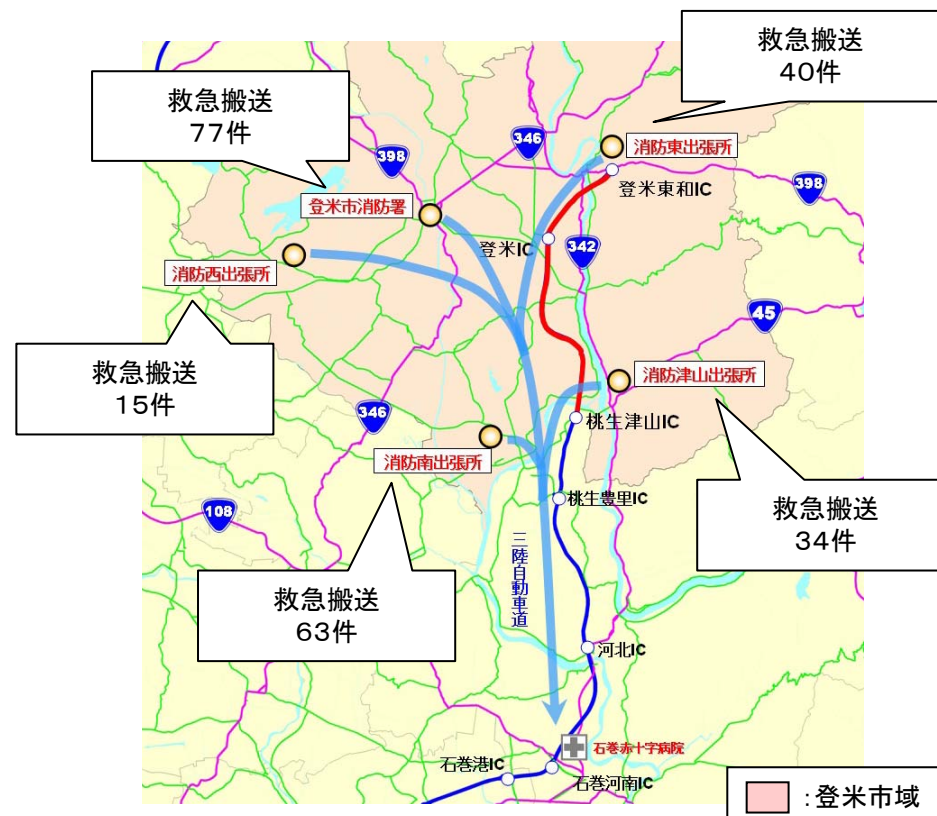 救急搬送
40件
救急搬送
77件
346
398
消防東出張所
登米東和IC
398
登米市消防署
登米IC
342
消防西出張所
45
救急搬送
15件
消防津山出張所
346
桃生津山IC
消防南出張所
救急搬送
34件
桃生豊里IC
108
三陸自動車道
救急搬送
63件
河北IC
石巻赤十字病院
石巻港IC
石巻河南IC
:登米市域